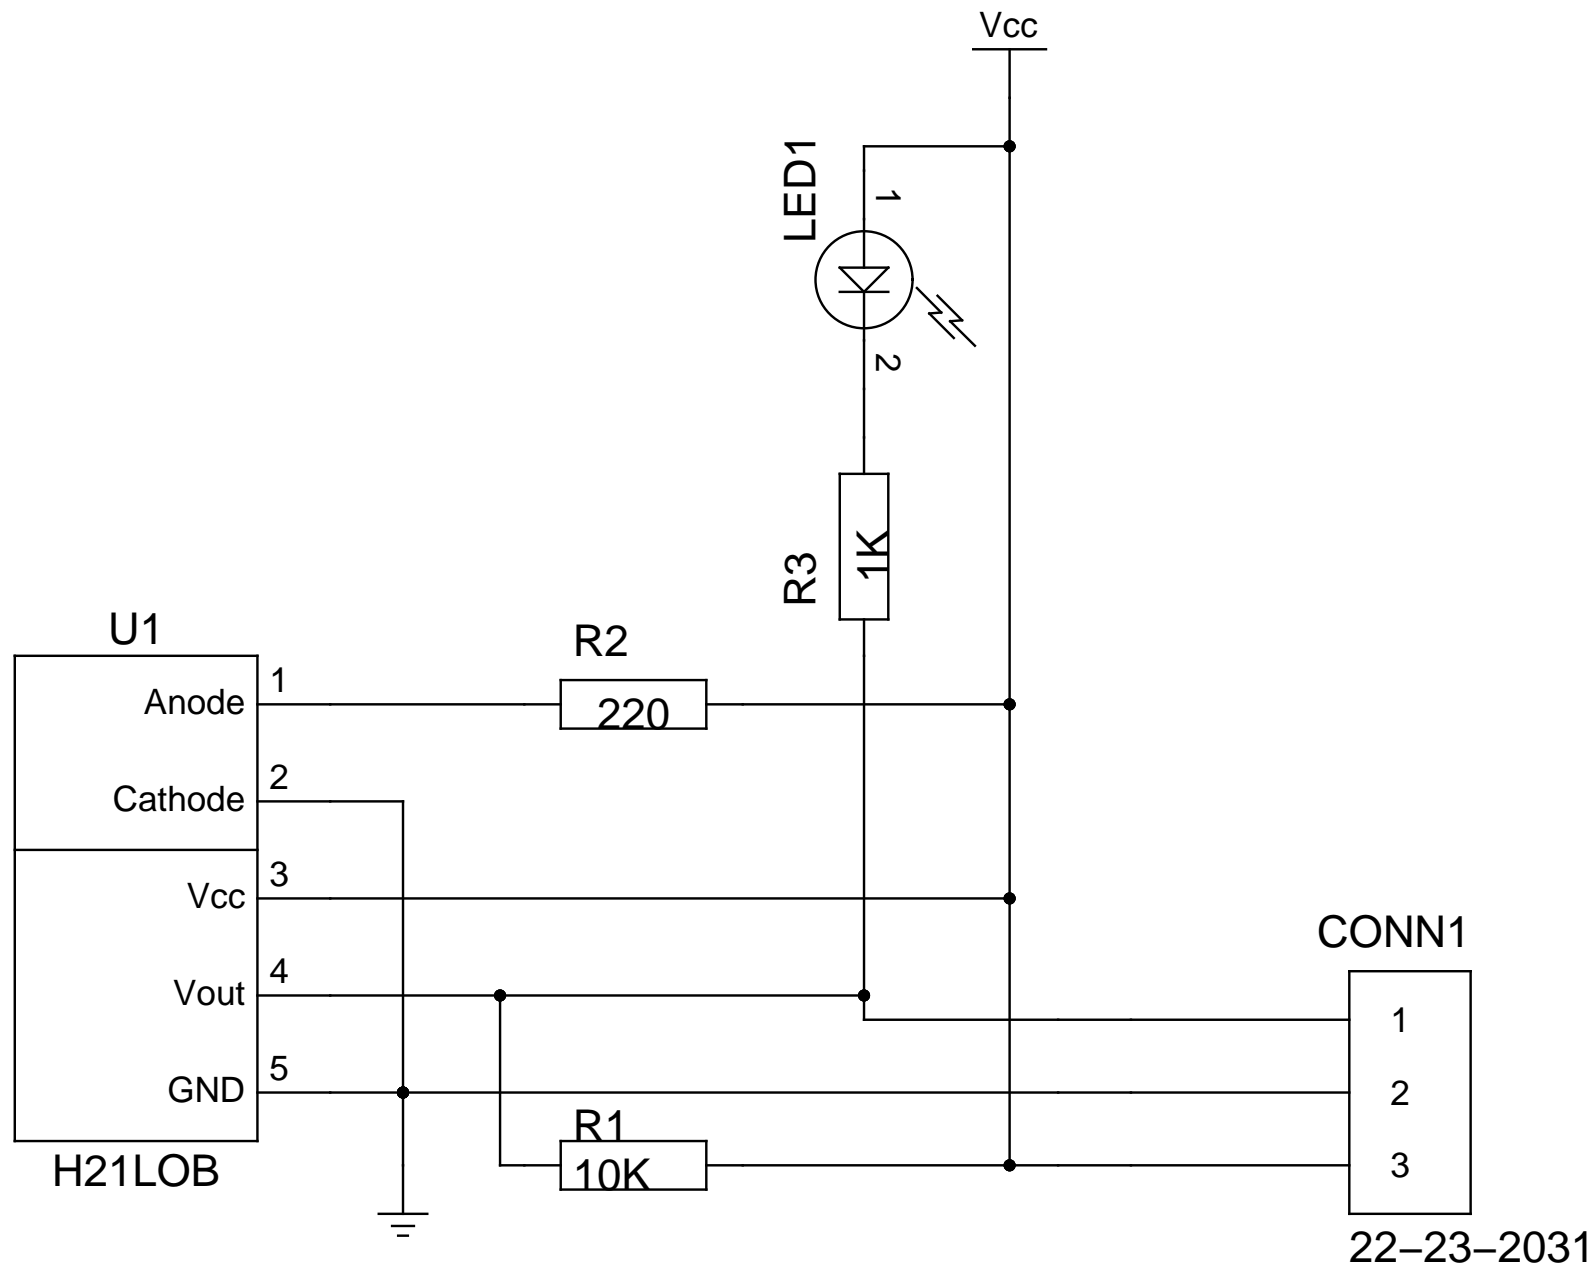 Vcc
LED1
1
2
1K
R3
U1
R2
Anode 1
220
Cathode 2
Vcc 3
CONN1
Vout 4
1
GND 5
2
R1
10K
3
H21LOB
22-23-2031